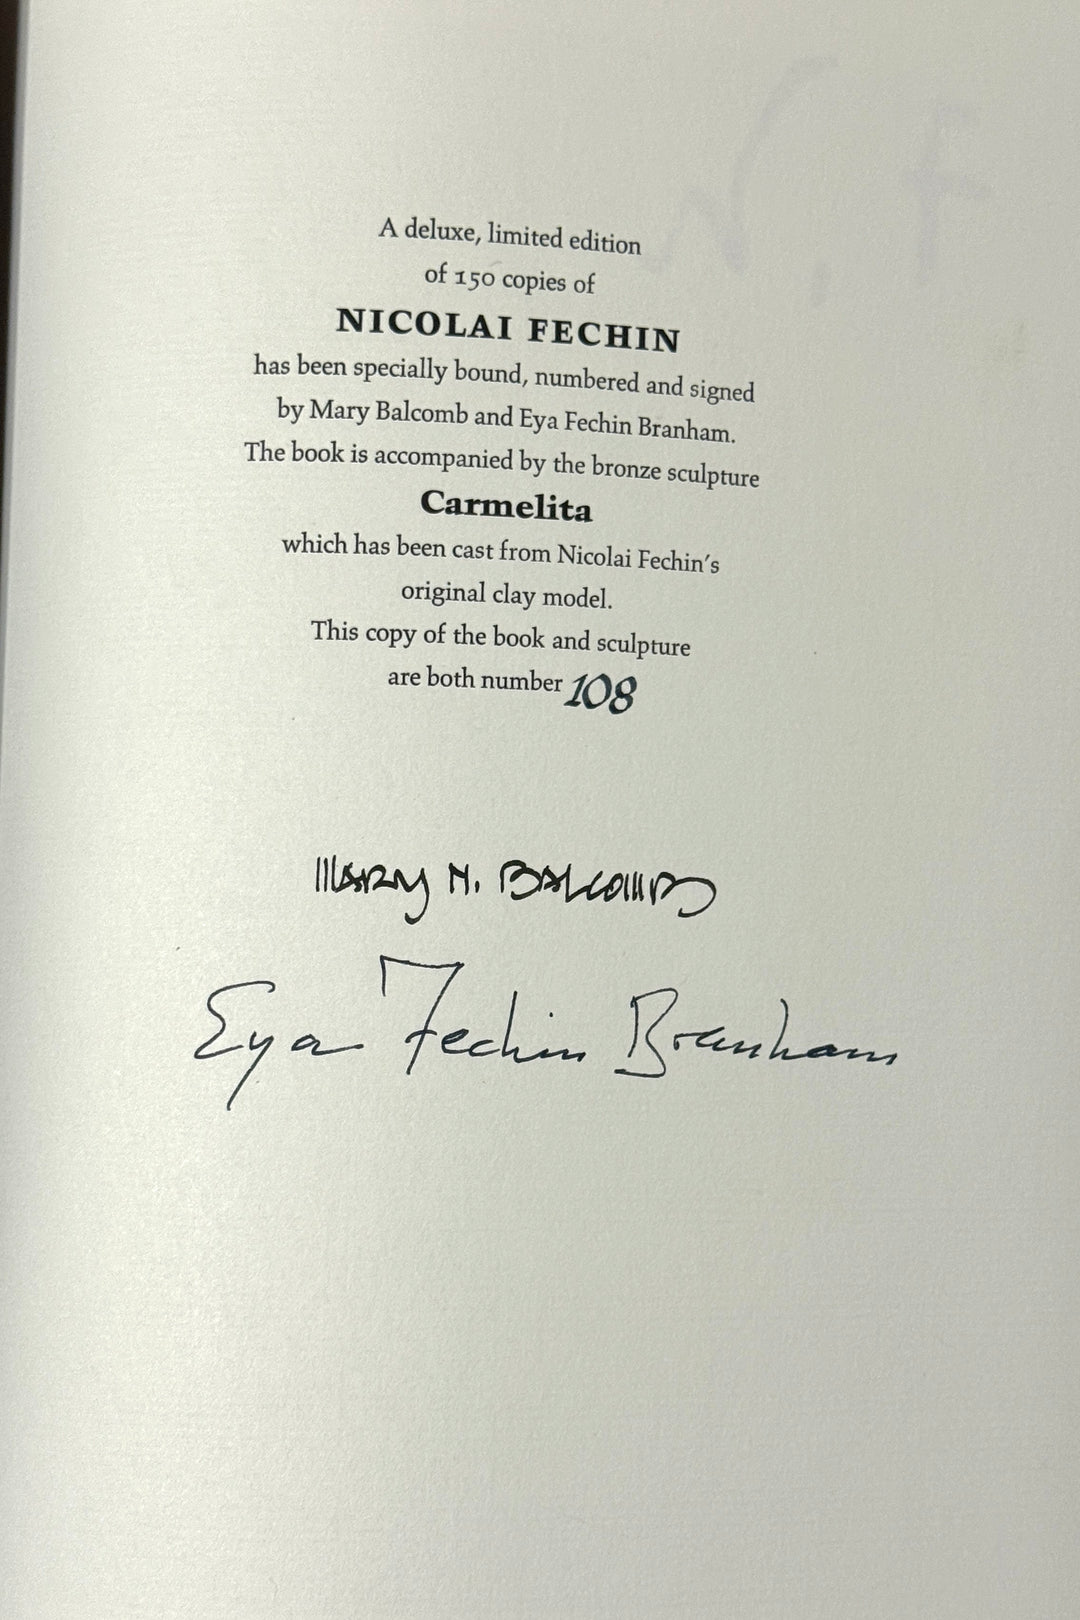 A deluxe, limited edition
of 150 copies of
NICOLAI FECHIN
has been specially bound, numbered and signed
by Mary Balcomb and Eya Fechin Branham.
The book is accompanied by the bronze sculpture
Carmelita
which has been cast from Nicolai Fechin's
original clay model.
This copy of the book and sculpture
are both number 108
MARY N. BALCOMB
Eya Fechin Branham